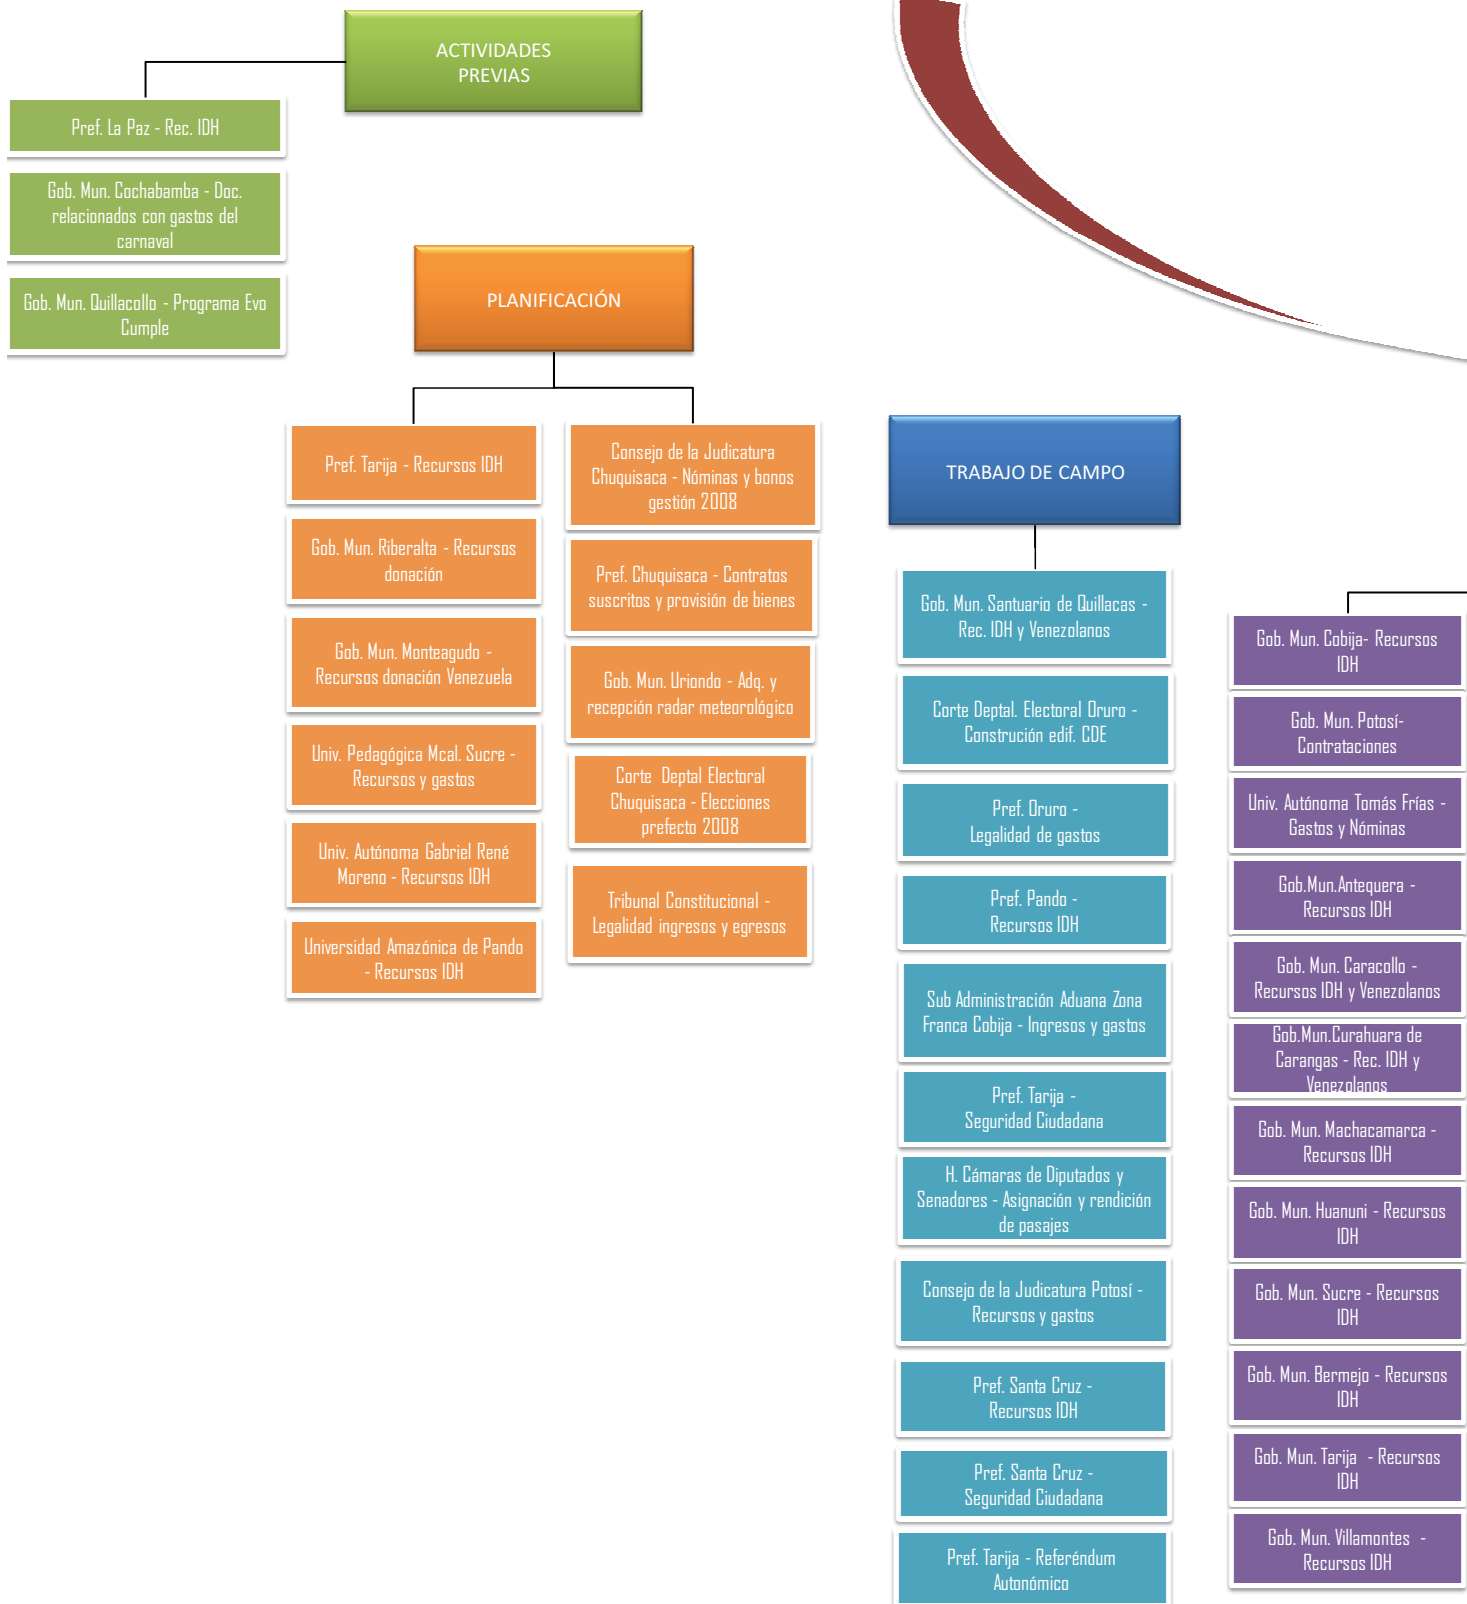 ACTIVIDADES
PREVIAS
Pref. La Paz - Rec. IDH
Gob. Mun. Cochabamba - Doc.
relacionados con gastos del
carnaval
Gob. Mun. Quillacollo - Programa Evo
Cumple
PLANIFICACIÓN
Pref. Tarija - Recursos IDH
Gob. Mun. Riberalta - Recursos
donación
Gob. Mun. Monteagudo -
Recursos donación Venezuela
Univ. Pedagógica Mcal. Sucre -
Recursos y gastos
Univ. Autónoma Gabriel René
Moreno - Recursos IDH
Universidad Amazónica de Pando
- Recursos IDH
Consejo de la Judicatura
Chuquisaca - Nóminas y bonos
gestión 2008
Pref. Chuquisaca - Contratos
suscritos y provisión de bienes
Gob. Mun. Uriondo - Adq. y
recepción radar meteorológico
Corte Deptal Electoral
Chuquisaca - Elecciones
prefecto 2008
Tribunal Constitucional -
Legalidad ingresos y egresos
TRABAJO DE CAMPO
Gob. Mun. Santuario de Quillacas -
Rec. IDH y Venezolanos
Corte Deptal. Electoral Oruro -
Construción edif. CDE
Pref. Oruro -
Legalidad de gastos
Pref. Pando -
Recursos IDH
Sub Administración Aduana Zona
Franca Cobija - Ingresos y gastos
Pref. Tarija -
Seguridad Ciudadana
H. Cámaras de Diputados y
Senadores - Asignación y rendición
de pasajes
Consejo de la Judicatura Potosí -
Recursos y gastos
Pref. Santa Cruz -
Recursos IDH
Pref. Santa Cruz -
Seguridad Ciudadana
Pref. Tarija - Referéndum
Autonómico
Gob. Mun. Cobija- Recursos
IDH
Gob. Mun. Potosí-
Contrataciones
Univ. Autónoma Tomás Frías -
Gastos y Nóminas
Gob.Mun.Antequera -
Recursos IDH
Gob. Mun. Caracollo -
Recursos IDH y Venezolanos
Gob.Mun.Curahuara de
Carangas - Rec. IDH y
Venezolanos
Gob. Mun. Machacamarca -
Recursos IDH
Gob. Mun. Huanuni - Recursos
IDH
Gob. Mun. Sucre - Recursos
IDH
Gob. Mun. Bermejo - Recursos
IDH
Gob. Mun. Tarija - Recursos
IDH
Gob. Mun. Villamontes -
Recursos IDH